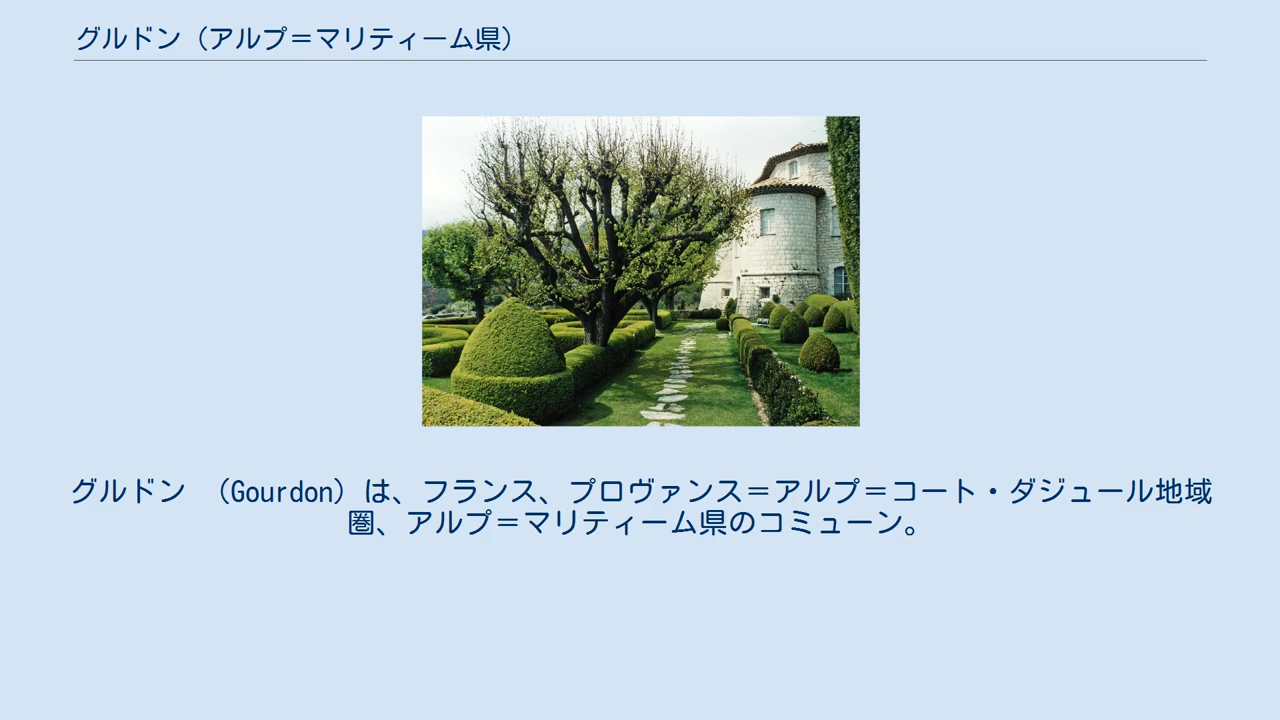 グルドン（アルプ＝マリティーム県）
グルドン （Gourdon）は、フランス、プロヴァンス＝アルプ＝コート・ダジュール地域
圏、アルプ＝マリティーム県のコミューン。